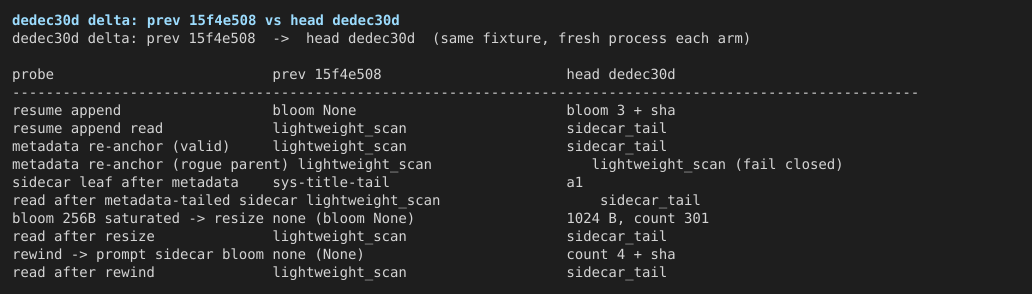 dedec30d delta: prev 15f4e508 vs head dedec30d
dedec30d delta: prev 15f4e508  ->  head dedec30d  (same fixture, fresh process each arm)
probe                          prev 15f4e508                      head dedec30d
------------------------------------------------------------------------------------------------------------
resume append                  bloom None                         bloom 3 + sha
resume append read             lightweight_scan                   sidecar_tail
metadata re-anchor (valid)     lightweight_scan                   sidecar_tail
metadata re-anchor (rogue parent) lightweight_scan                   lightweight_scan (fail closed)
sidecar leaf after metadata    sys-title-tail                     a1
read after metadata-tailed sidecar lightweight_scan                   sidecar_tail
bloom 256B saturated -> resize none (bloom None)                  1024 B, count 301
read after resize              lightweight_scan                   sidecar_tail
rewind -> prompt sidecar bloom none (None)                        count 4 + sha
read after rewind              lightweight_scan                   sidecar_tail